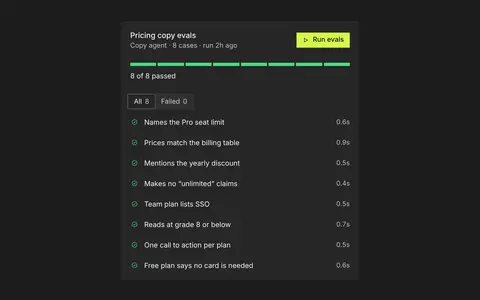 Pricing copy evals
Copy agent · 8 cases · run 2h ago
Run evals
8 of 8 passed
All 8
Failed 0
Names the Pro seat limit 0.6s
Prices match the billing table 0.9s
Mentions the yearly discount 0.5s
Makes no "unlimited" claims 0.4s
Team plan lists SSO 0.5s
Reads at grade 8 or below 0.7s
One call to action per plan 0.5s
Free plan says no card is needed 0.6s